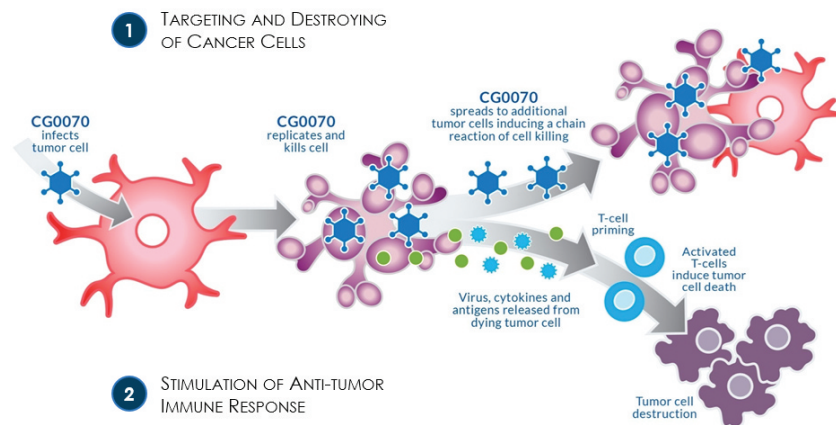 1
TARGETING AND DESTROYING
OF CANCER CELLS
CG0070
infects
tumor cell
CG0070
replicates and
kills cell
CG0070
spreads to additional
tumor cells inducing a chain
reaction of cell killing
T-cell
priming
Activated
T-cells
induce tumor
cell death
Virus, cytokines and
antigens released from
dying tumor cell
Tumor cell
destruction
2
STIMULATION OF ANTI-TUMOR
IMMUNE RESPONSE